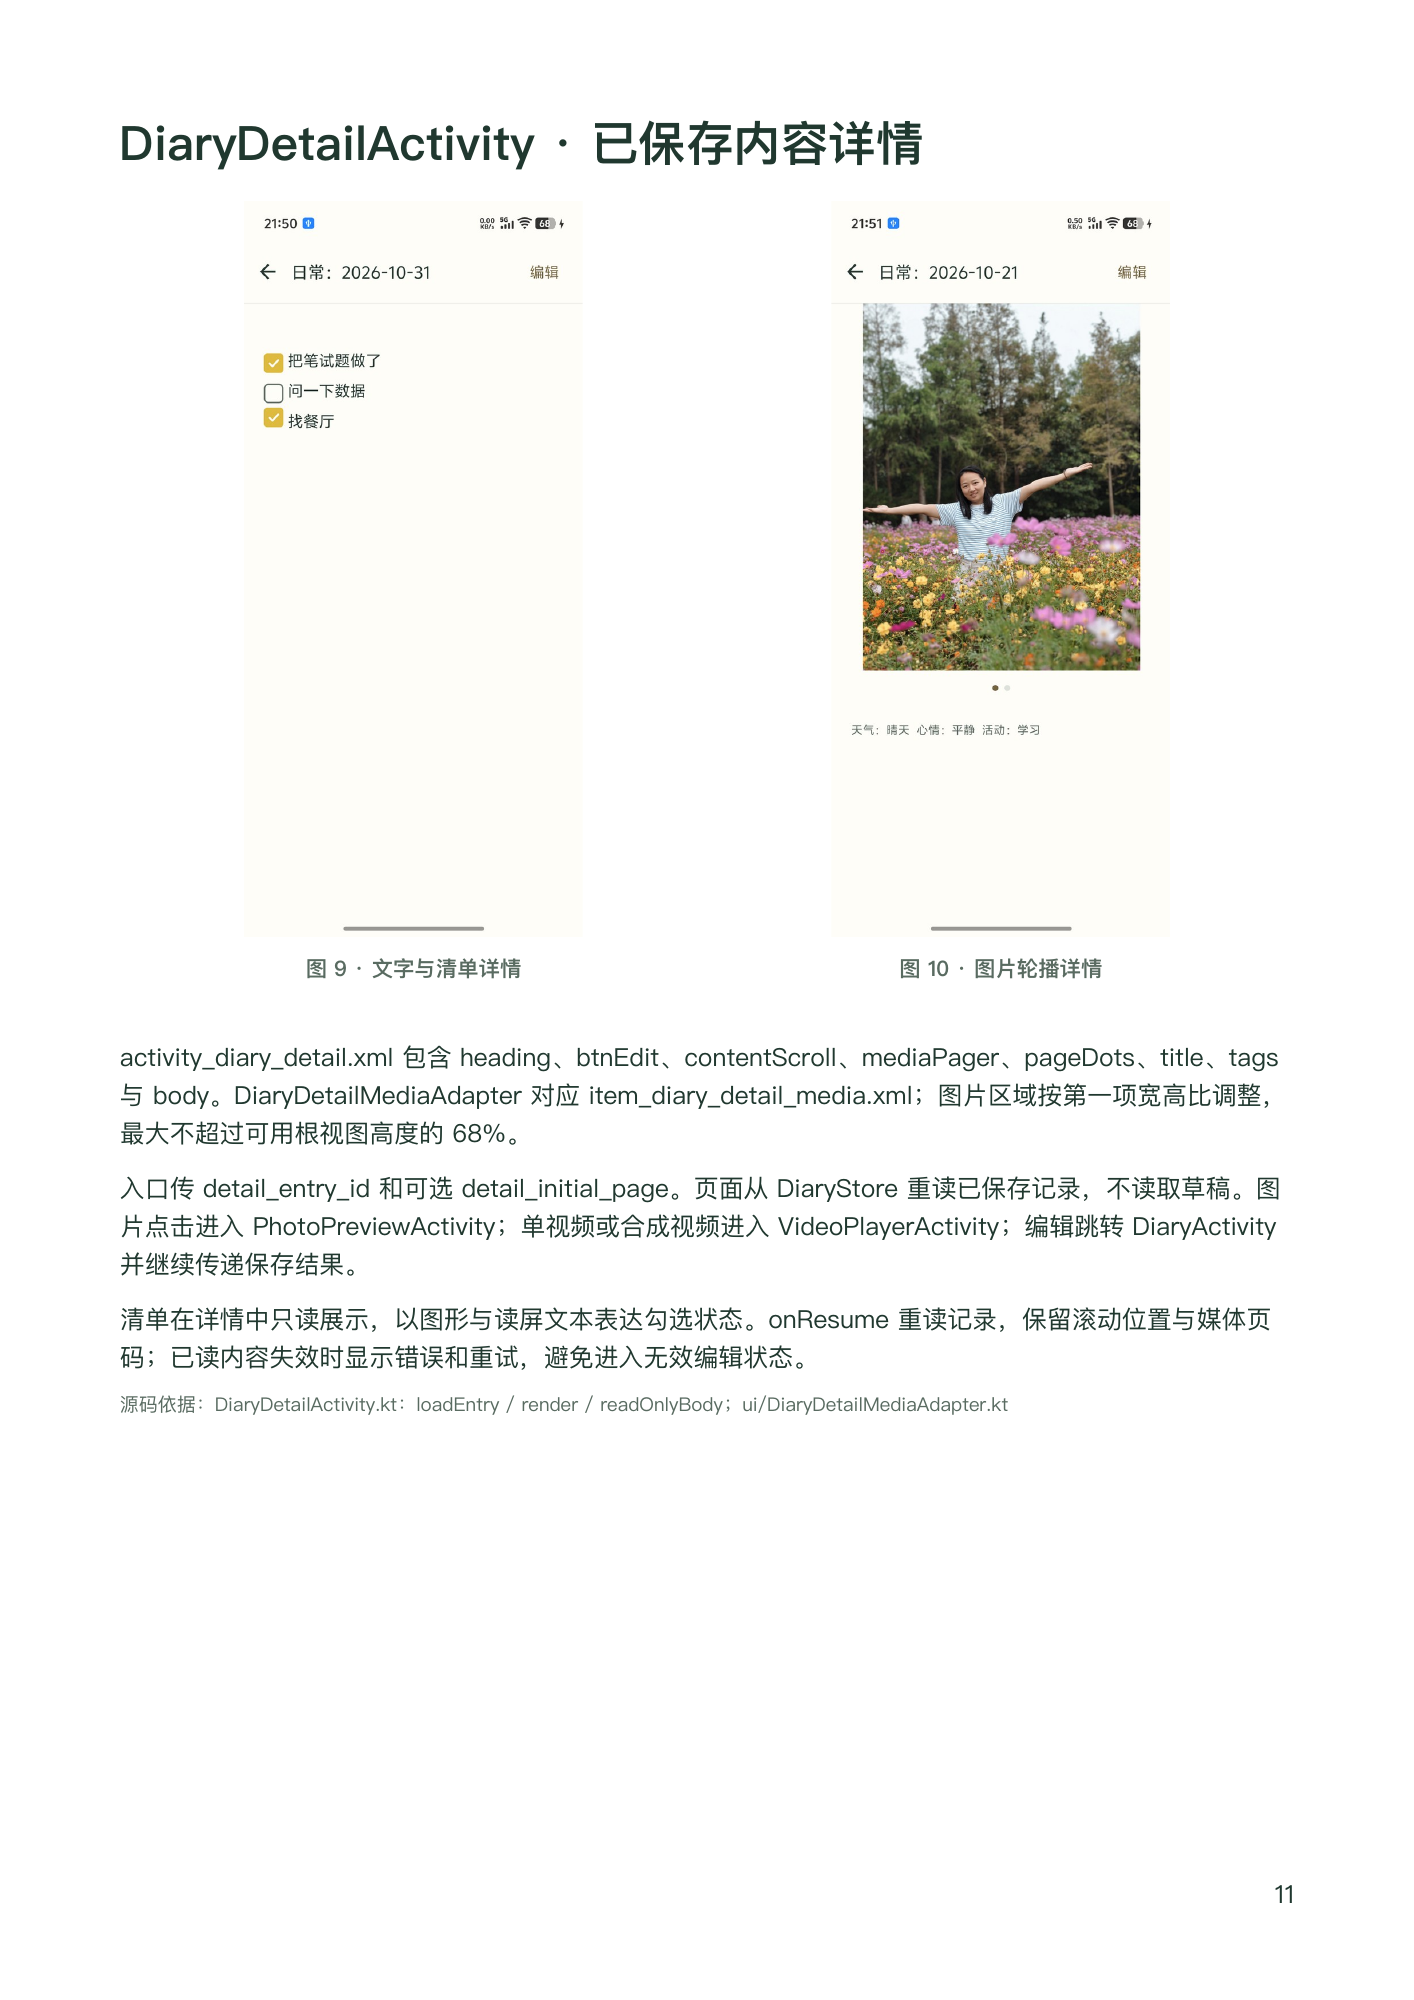 DiaryDetailActivity · 已保存内容详情
21:50 0.00 KB/s 5G 68
日常：2026-10-31 编辑
把笔试题做了
问一下数据
找餐厅
图 9 · 文字与清单详情
21:51 0.50 KB/s 5G 68
日常：2026-10-21 编辑
天气：晴天 心情：平静 活动：学习
图 10 · 图片轮播详情
activity_diary_detail.xml 包含 heading、btnEdit、contentScroll、mediaPager、pageDots、title、tags
与 body。DiaryDetailMediaAdapter 对应 item_diary_detail_media.xml；图片区域按第一项宽高比调整，
最大不超过可用根视图高度的 68%。
入口传 detail_entry_id 和可选 detail_initial_page。页面从 DiaryStore 重读已保存记录，不读取草稿。图
片点击进入 PhotoPreviewActivity；单视频或合成视频进入 VideoPlayerActivity；编辑跳转 DiaryActivity
并继续传递保存结果。
清单在详情中只读展示，以图形与读屏文本表达勾选状态。onResume 重读记录，保留滚动位置与媒体页
码；已读内容失效时显示错误和重试，避免进入无效编辑状态。
源码依据：DiaryDetailActivity.kt：loadEntry / render / readOnlyBody；ui/DiaryDetailMediaAdapter.kt
11